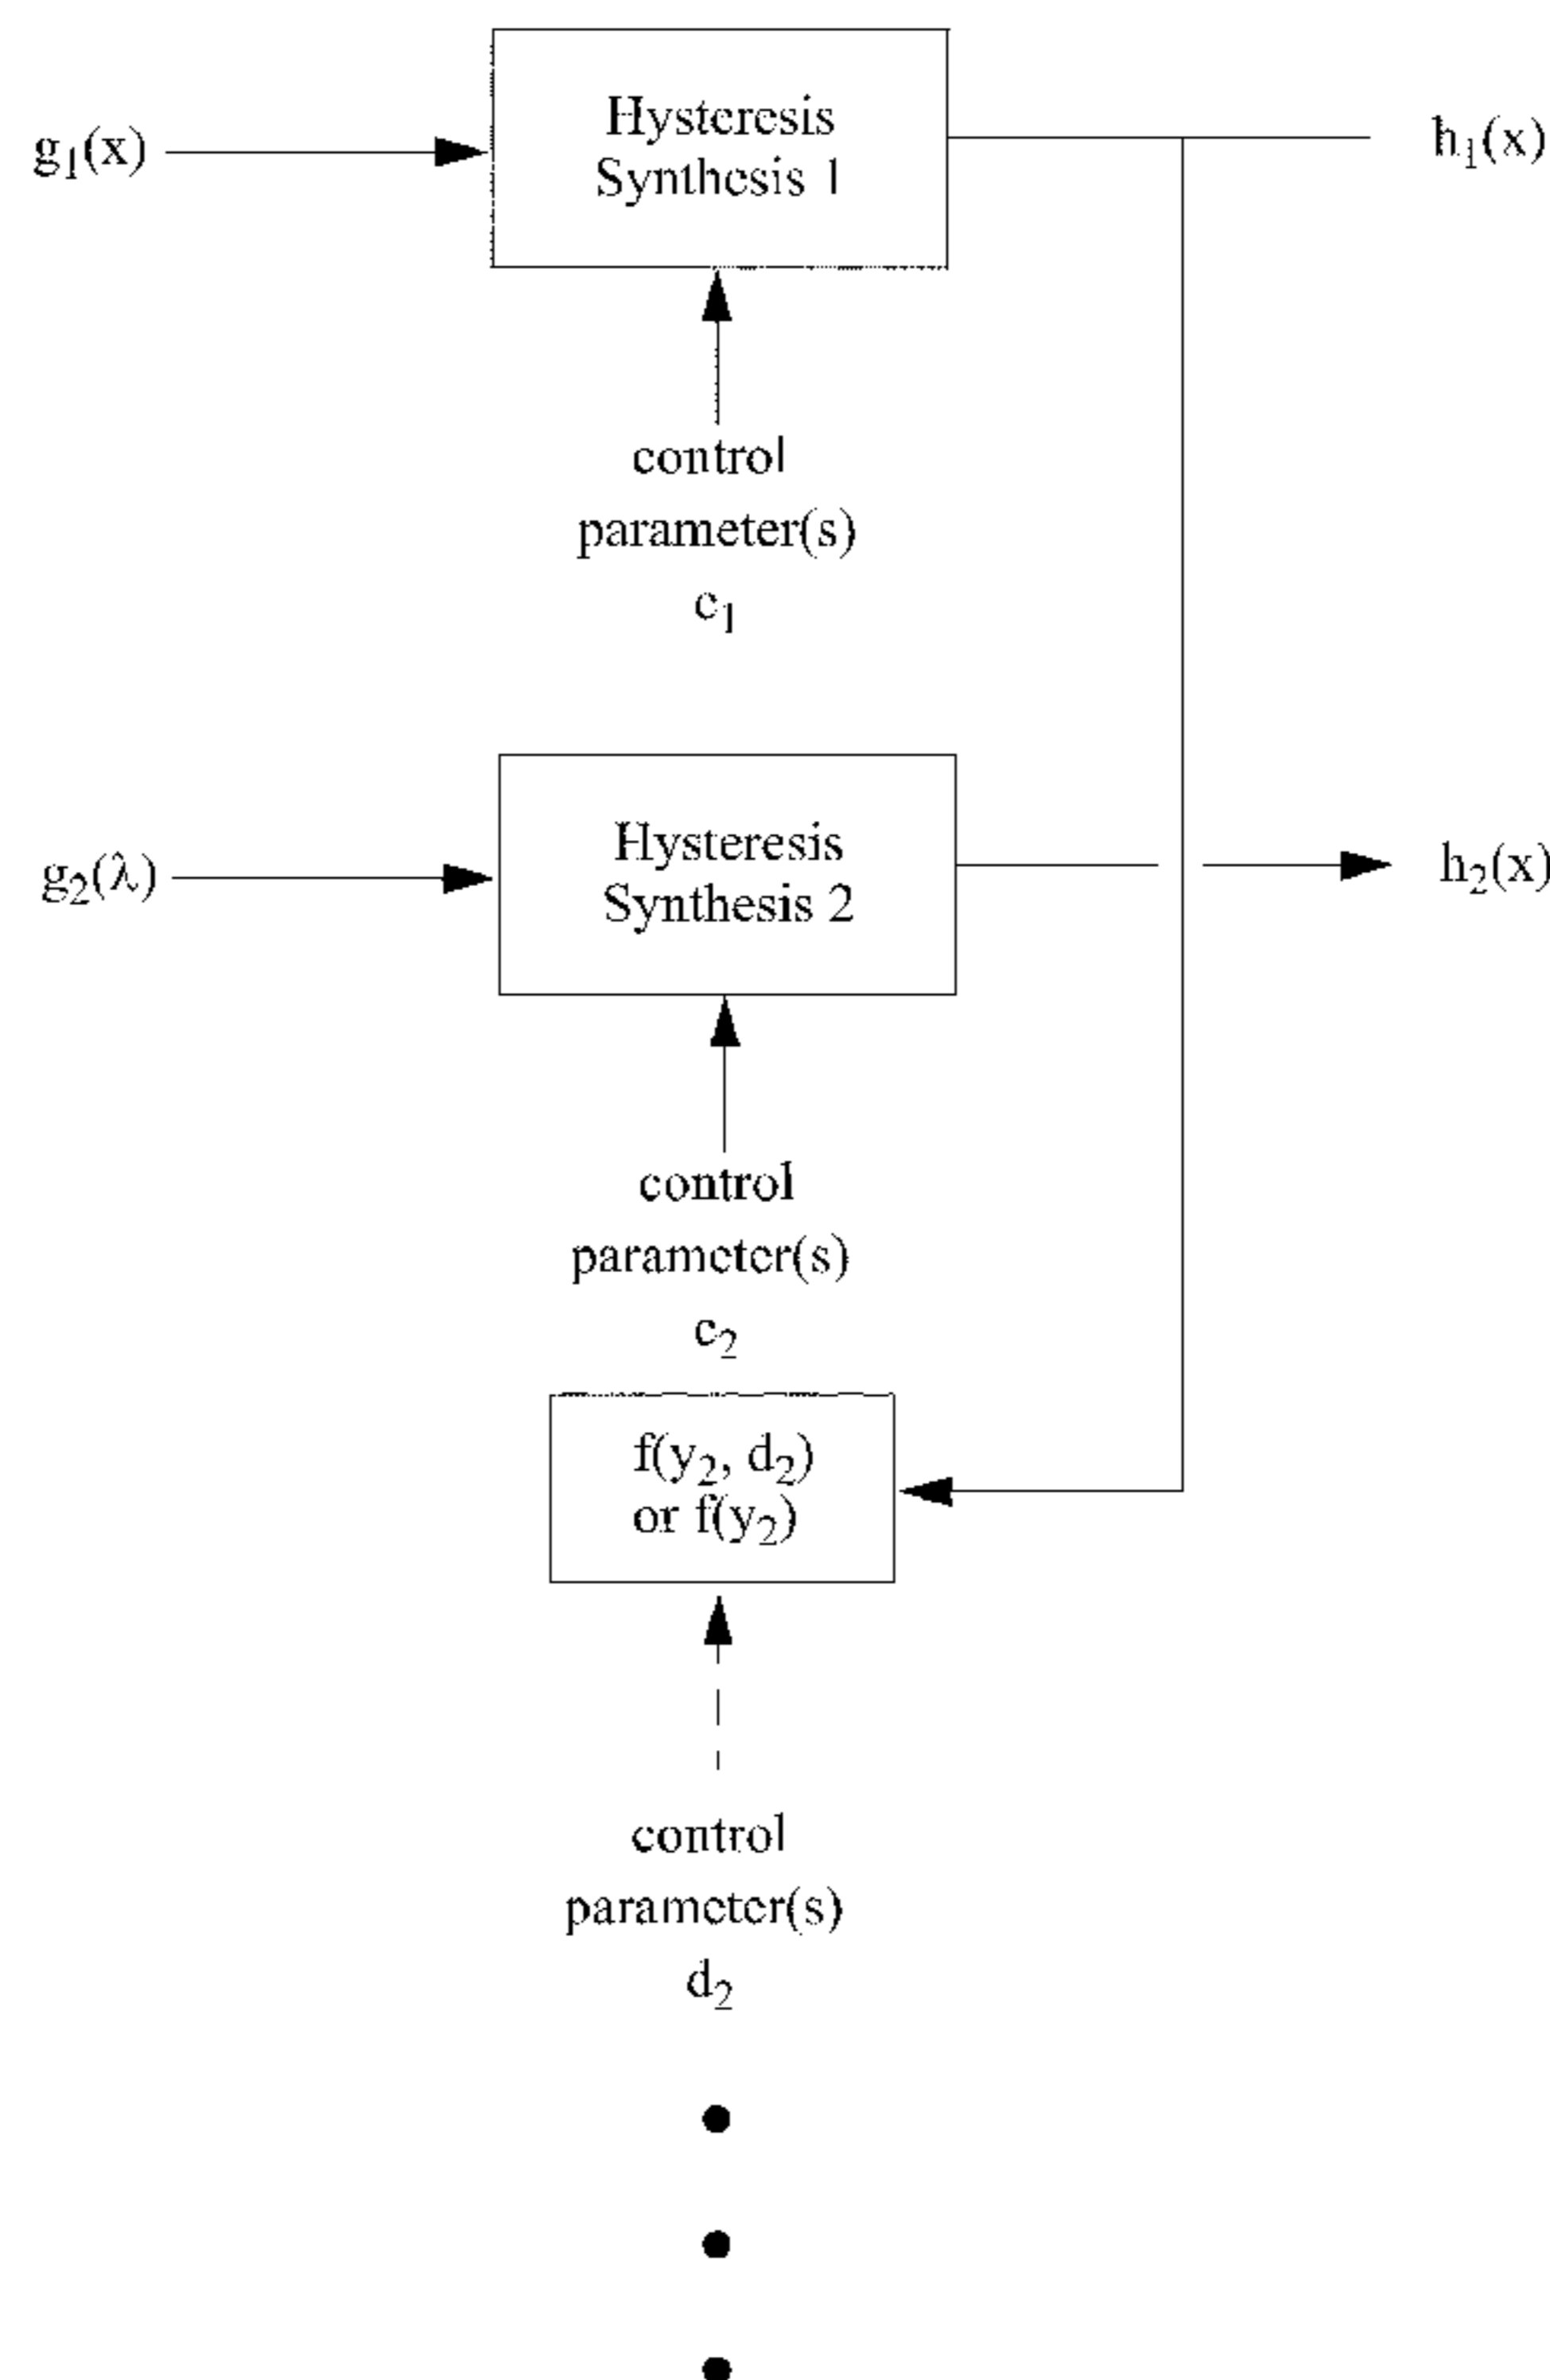 Hysteresis
Synthesis 1
g₁(x)
h₁(x)
control
parameter(s)
c₁
Hysteresis
Synthesis 2
g₂(λ)
h₂(x)
control
parameter(s)
c₂
f(y₂, d₂)
or f(y₂)
control
parameter(s)
d₂